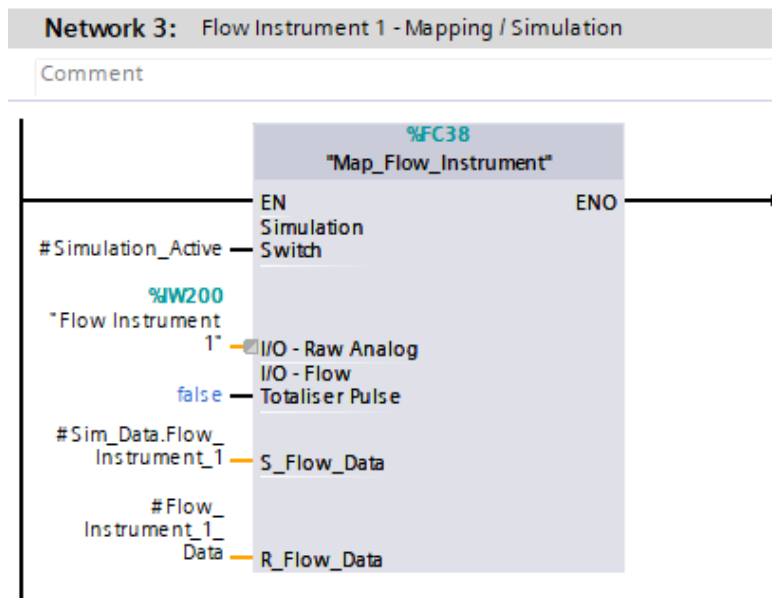 Network 3: Flow Instrument 1 - Mapping / Simulation
Comment
%FC38
"Map_Flow_Instrument"
EN
ENO
#Simulation_Active
Simulation
Switch
%IW200
"Flow Instrument
1"
I/O - Raw Analog
false
I/O - Flow
Totaliser Pulse
#Sim_Data.Flow_
Instrument_1
S_Flow_Data
#Flow_
Instrument_1_
Data
R_Flow_Data